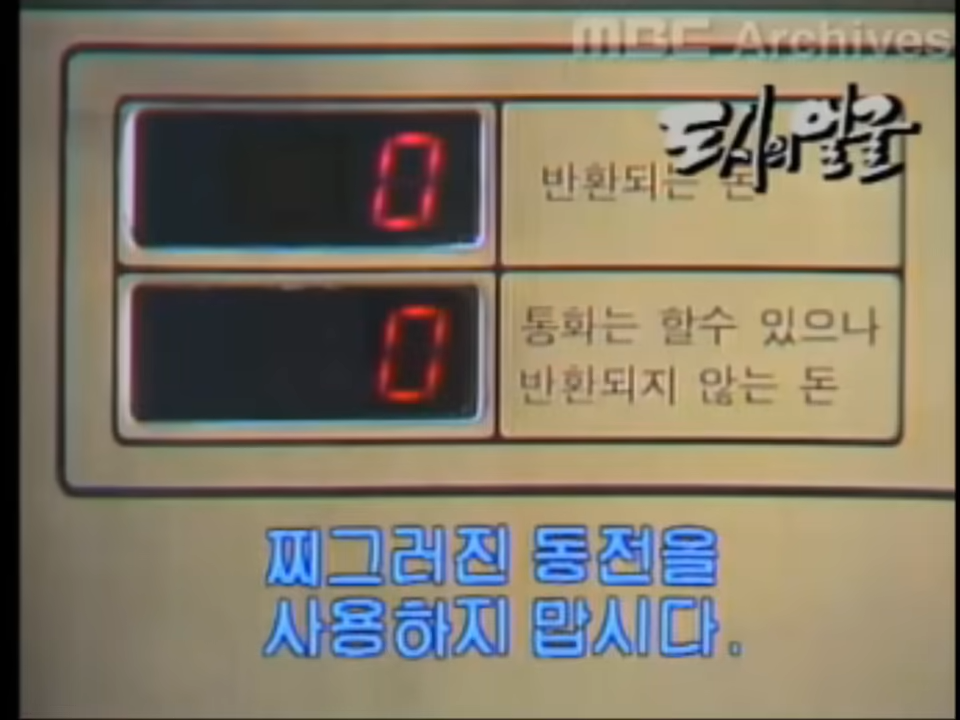 MBC Archives
도시의 얼굴
0
반환되는 돈
0
통화는 할수 있으나
반환되지 않는 돈
찌그러진 동전을
사용하지 맙시다.